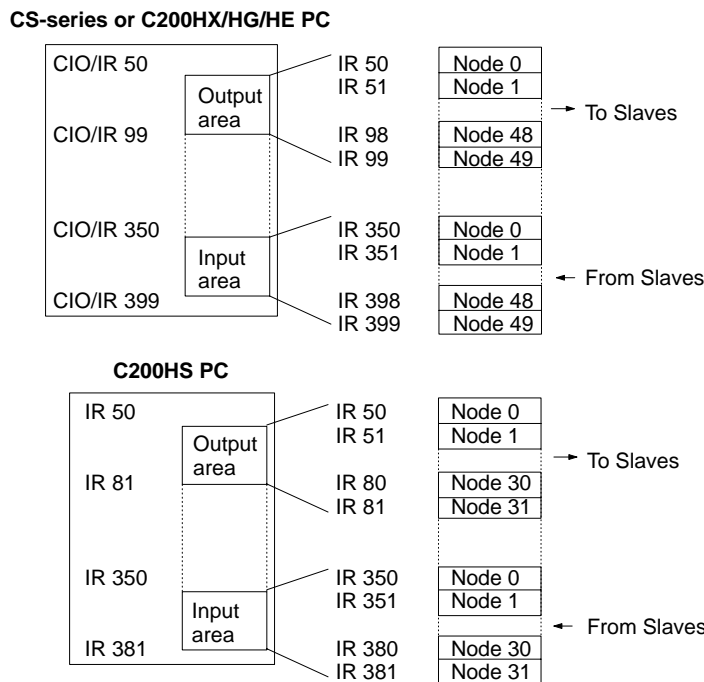 CS-series or C200HX/HG/HE PC
CIO/IR 50
Output
area
CIO/IR 99
CIO/IR 350
Input
area
CIO/IR 399
IR 50
IR 51
IR 98
IR 99
IR 350
IR 351
IR 398
IR 399
Node 0
Node 1
Node 48
Node 49
To Slaves
Node 0
Node 1
Node 48
Node 49
From Slaves
C200HS PC
IR 50
Output
area
IR 81
IR 350
Input
area
IR 381
IR 50
IR 51
IR 80
IR 81
IR 350
IR 351
IR 380
IR 381
Node 0
Node 1
Node 30
Node 31
To Slaves
Node 0
Node 1
Node 30
Node 31
From Slaves